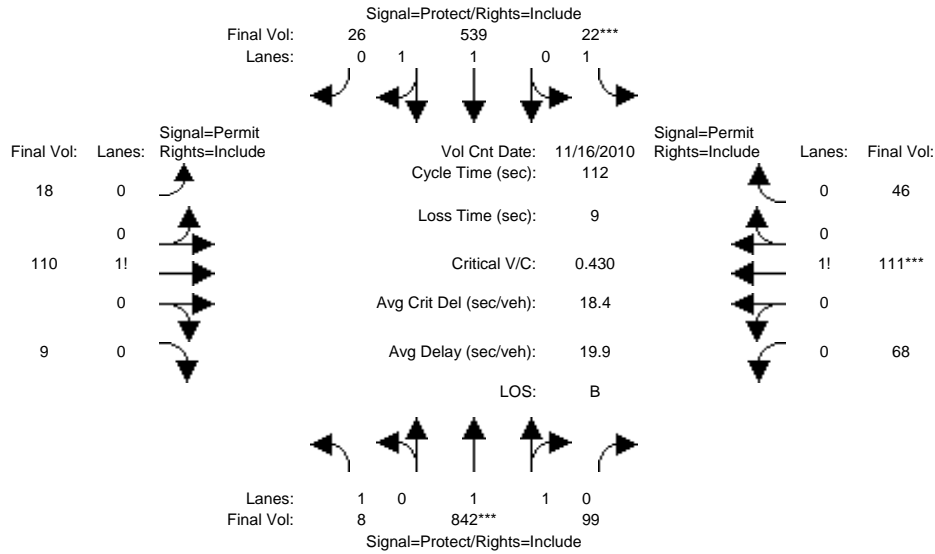 Signal=Protect/Rights=Include
Final Vol: 26 539 22***
Lanes: 0 1 1 0 1
Signal=Permit
Final Vol: Lanes: Rights=Include
Vol Cnt Date: 11/16/2010
Signal=Permit
Rights=Include Lanes: Final Vol:
Cycle Time (sec): 112
18 0
0 46
Loss Time (sec): 9
0
0
110 1!
Critical V/C: 0.430
1! 111***
0
Avg Crit Del (sec/veh): 18.4
0
9 0
Avg Delay (sec/veh): 19.9
0 68
LOS: B
Lanes: 1 0 1 1 0
Final Vol: 8 842*** 99
Signal=Protect/Rights=Include